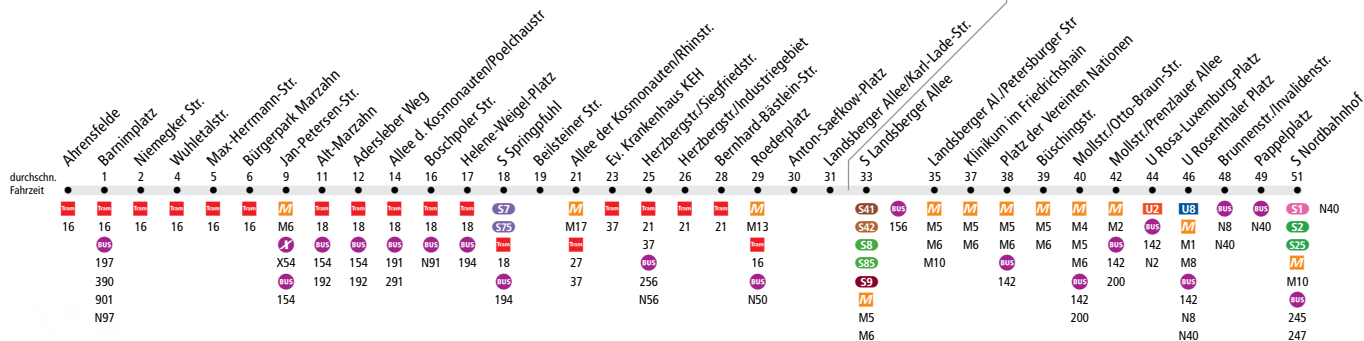 Ahrensfelde
Barnimplatz
Niemegker Str.
Wuhletalstr.
Max-Herrmann-Str.
Bürgerpark Marzahn
Jan-Petersen-Str.
Alt-Marzahn
Adersleber Weg
Allee d. Kosmonauten/Poelchaustr
Boschpoler Str.
Helene-Weigel-Platz
S Springpfuhl
Beilsteiner Str.
Allee der Kosmonauten/Rhinstr.
Ev. Krankenhaus KEH
Herzbergstr./Siegfriedstr.
Herzbergstr./Industriegebiet
Bernhard-Bästlein-Str.
Roederplatz
Anton-Saefkow-Platz
Landsberger Allee/Karl-Lade-Str.
S Landsberger Allee
Landsberger Al./Petersburger Str
Klinikum im Friedrichshain
Platz der Vereinten Nationen
Büschingstr.
Mollstr./Otto-Braun-Str.
Mollstr./Prenzlauer Allee
U Rosa-Luxemburg-Platz
U Rosenthaler Platz
Brunnenstr./Invalidenstr.
Pappelplatz
S Nordbahnhof
durchschn. 1 2 4 5 6 9 11 12 14 16 17 18 19 21 23 25 26 28 29 30 31 33 35 37 38 39 40 42 44 46 48 49 51
Fahrzeit
Tram Tram Tram Tram Tram Tram M Tram Tram Tram Tram Tram S7 M Tram Tram Tram Tram M S41 BUS M M M M M M U2 U8 BUS BUS S1 N40
16 16 16 16 16 16 M6 18 18 18 18 18 S75 M17 37 21 21 21 M13 S42 156 M5 M5 M5 M5 M4 M2 BUS M N8 N40 S2
BUS X BUS BUS BUS BUS BUS Tram Tram 37 Tram S8 M6 M6 M6 M6 M5 BUS 142 M1 N40 S25
197 X54 154 154 191 N91 194 18 27 BUS 16 S85 M10 BUS M6 142 N2 M8 M
390 BUS 192 192 291 BUS 37 256 BUS S9 142 BUS 200 BUS M10
901 154 194 N56 N50 M 142 142 BUS
N97 M5 200 N8 245
M6 N40 247